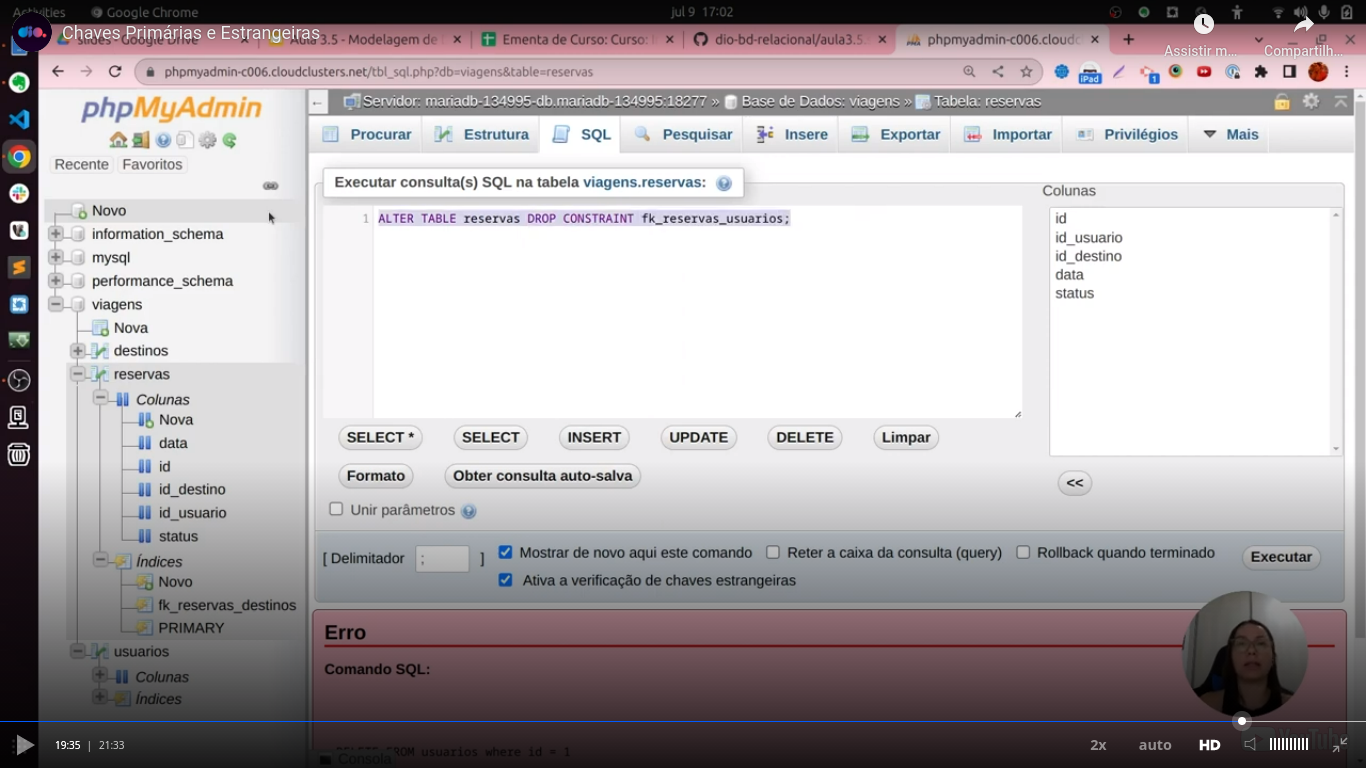 Activities
Google Chrome
jul 9 17:02
dio.
Chaves Primárias e Estrangeiras
Assistir m...
Compartilh...
slides - Google Drive
Aula 3.5 - Modelagem de
Ementa de Curso: Curso:
dio-bd-relacional/aula3.5.
phpmyadmin-c006.cloudc
phpmyadmin-c006.cloudclusters.net/tbl_sql.php?db=viagens&table=reservas
iPad
1
phpMyAdmin
Recente
Favoritos
Novo
information_schema
mysql
performance_schema
viagens
Nova
destinos
reservas
Colunas
Nova
data
id
id_destino
id_usuario
status
Índices
Novo
fk_reservas_destinos
PRIMARY
usuarios
Colunas
Índices
Servidor: mariadb-134995-db.mariadb-134995:18277 » Base de Dados: viagens » Tabela: reservas
Procurar
Estrutura
SQL
Pesquisar
Insere
Exportar
Importar
Privilégios
Mais
Executar consulta(s) SQL na tabela viagens.reservas:
1 ALTER TABLE reservas DROP CONSTRAINT fk_reservas_usuarios;
Colunas
id
id_usuario
id_destino
data
status
SELECT *
SELECT
INSERT
UPDATE
DELETE
Limpar
Formato
Obter consulta auto-salva
<<
Unir parâmetros
[ Delimitador ; ]
Mostrar de novo aqui este comando
Reter a caixa da consulta (query)
Rollback quando terminado
Executar
Ativa a verificação de chaves estrangeiras
Erro
Comando SQL:
DELETE FROM usuarios where id = 1
Consola
19:35 | 21:33
2x
auto
HD